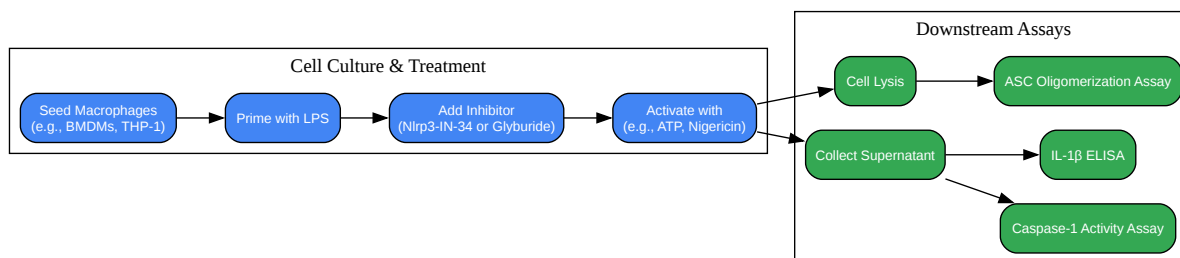 Cell Culture & Treatment
Seed Macrophages
(e.g., BMDMs, THP-1)
Prime with LPS
Add Inhibitor
(Nlrp3-IN-34 or Glyburide)
Activate with
(e.g., ATP, Nigericin)
Downstream Assays
Cell Lysis
ASC Oligomerization Assay
Collect Supernatant
IL-1β ELISA
Caspase-1 Activity Assay